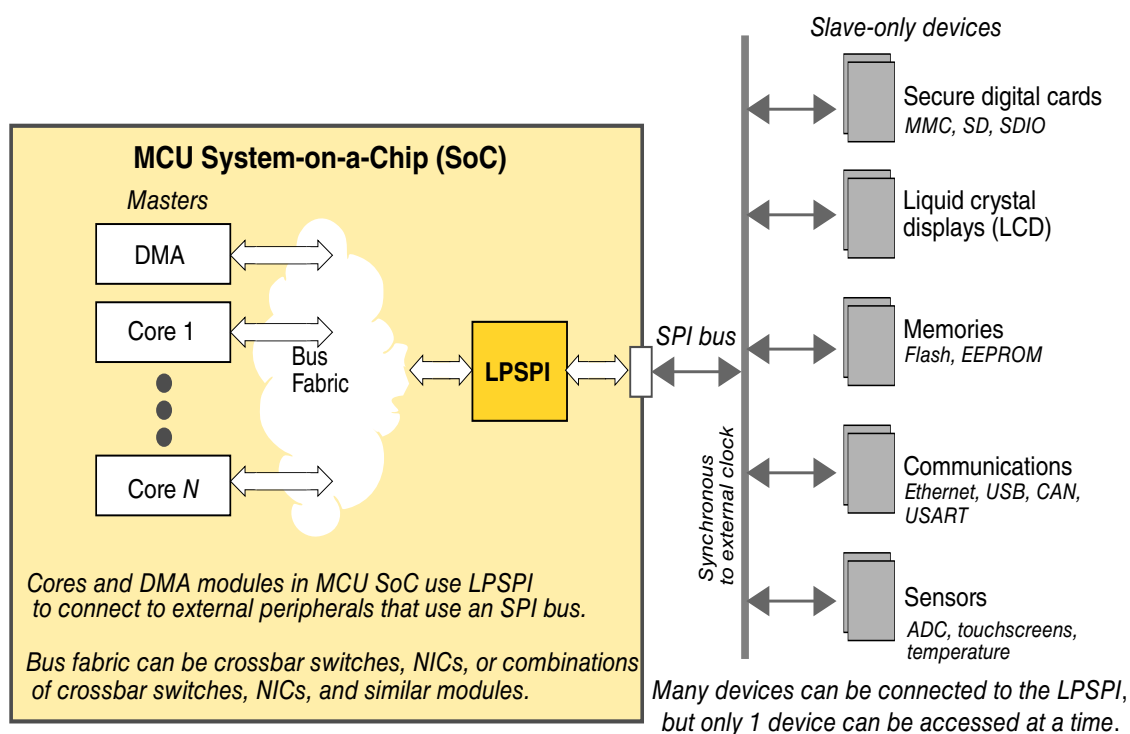 Slave-only devices
Secure digital cards
MMC, SD, SDIO
MCU System-on-a-Chip (SoC)
Masters
DMA
Core 1
Core N
Bus
Fabric
LPSPI
SPI bus
Synchronous
to external clock
Liquid crystal
displays (LCD)
Memories
Flash, EEPROM
Communications
Ethernet, USB, CAN,
USART
Sensors
ADC, touchscreens,
temperature
Cores and DMA modules in MCU SoC use LPSPI
to connect to external peripherals that use an SPI bus.
Bus fabric can be crossbar switches, NICs, or combinations
of crossbar switches, NICs, and similar modules.
Many devices can be connected to the LPSPI,
but only 1 device can be accessed at a time.